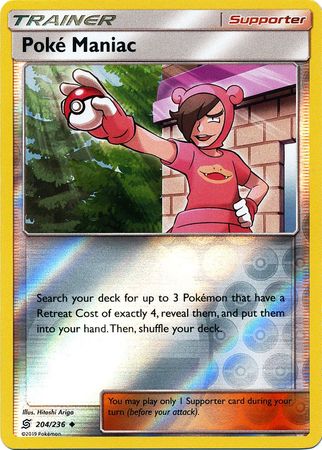 TRAINER Supporter
Poké Maniac
Search your deck for up to 3 Pokémon that have a
Retreat Cost of exactly 4, reveal them, and put them
into your hand. Then, shuffle your deck.
Illus. Hitoshi Ariga
204/236
©2019 Pokémon
You may play only 1 Supporter card during your
turn (before your attack).